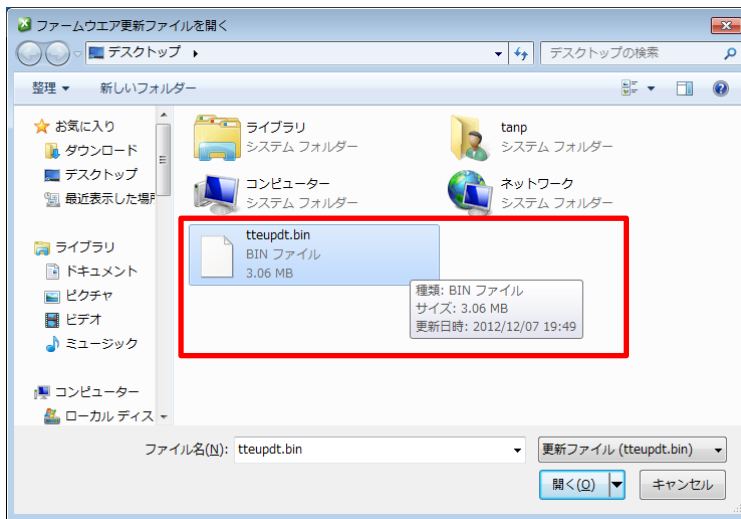 ファームウエア更新ファイルを開く
デスクトップ
デスクトップの検索
整理 新しいフォルダー
お気に入り
ダウンロード
デスクトップ
最近表示した場所
ライブラリ
ドキュメント
ピクチャ
ビデオ
ミュージック
コンピューター
ローカル ディス
ライブラリ
システム フォルダー
tanp
システム フォルダー
コンピューター
システム フォルダー
ネットワーク
システム フォルダー
tteupdt.bin
BIN ファイル
3.06 MB
種類: BIN ファイル
サイズ: 3.06 MB
更新日時: 2012/12/07 19:49
ファイル名(N): tteupdt.bin
更新ファイル (tteupdt.bin)
開く(O) キャンセル